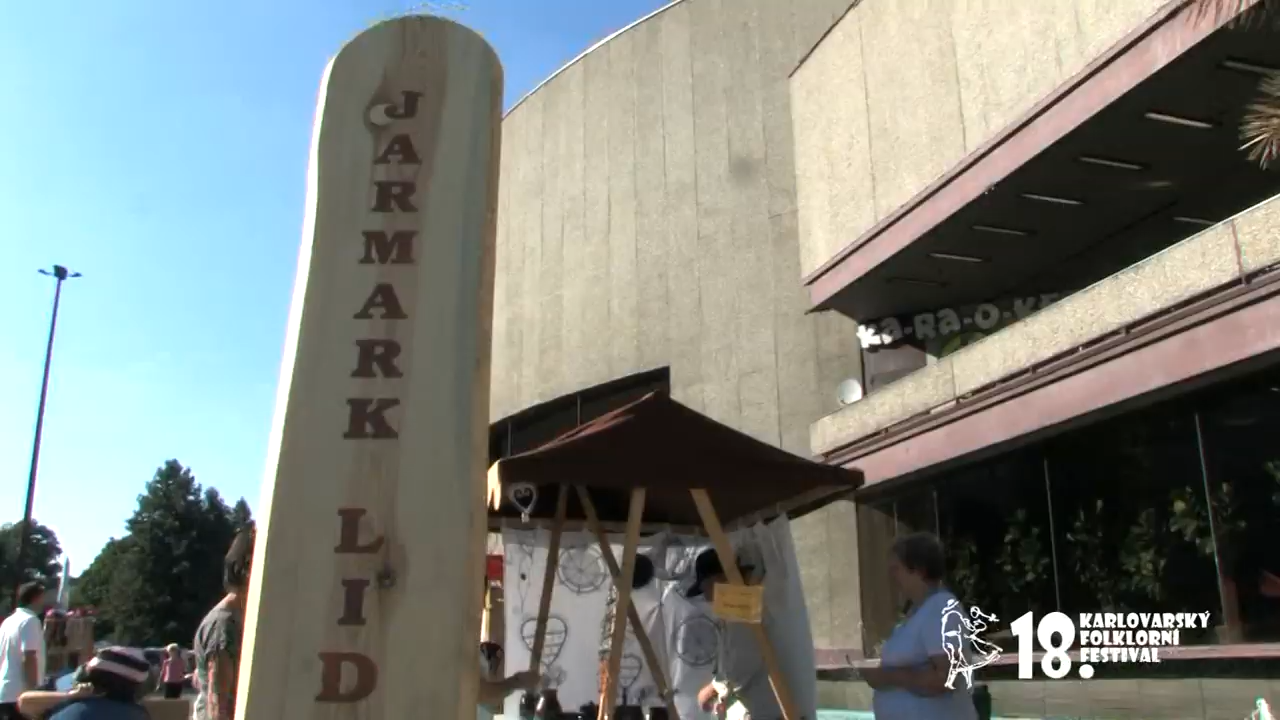 JARMARK LID
KA-RA-O-KE
18. KARLOVARSKÝ
FOLKLORNÍ
FESTIVAL